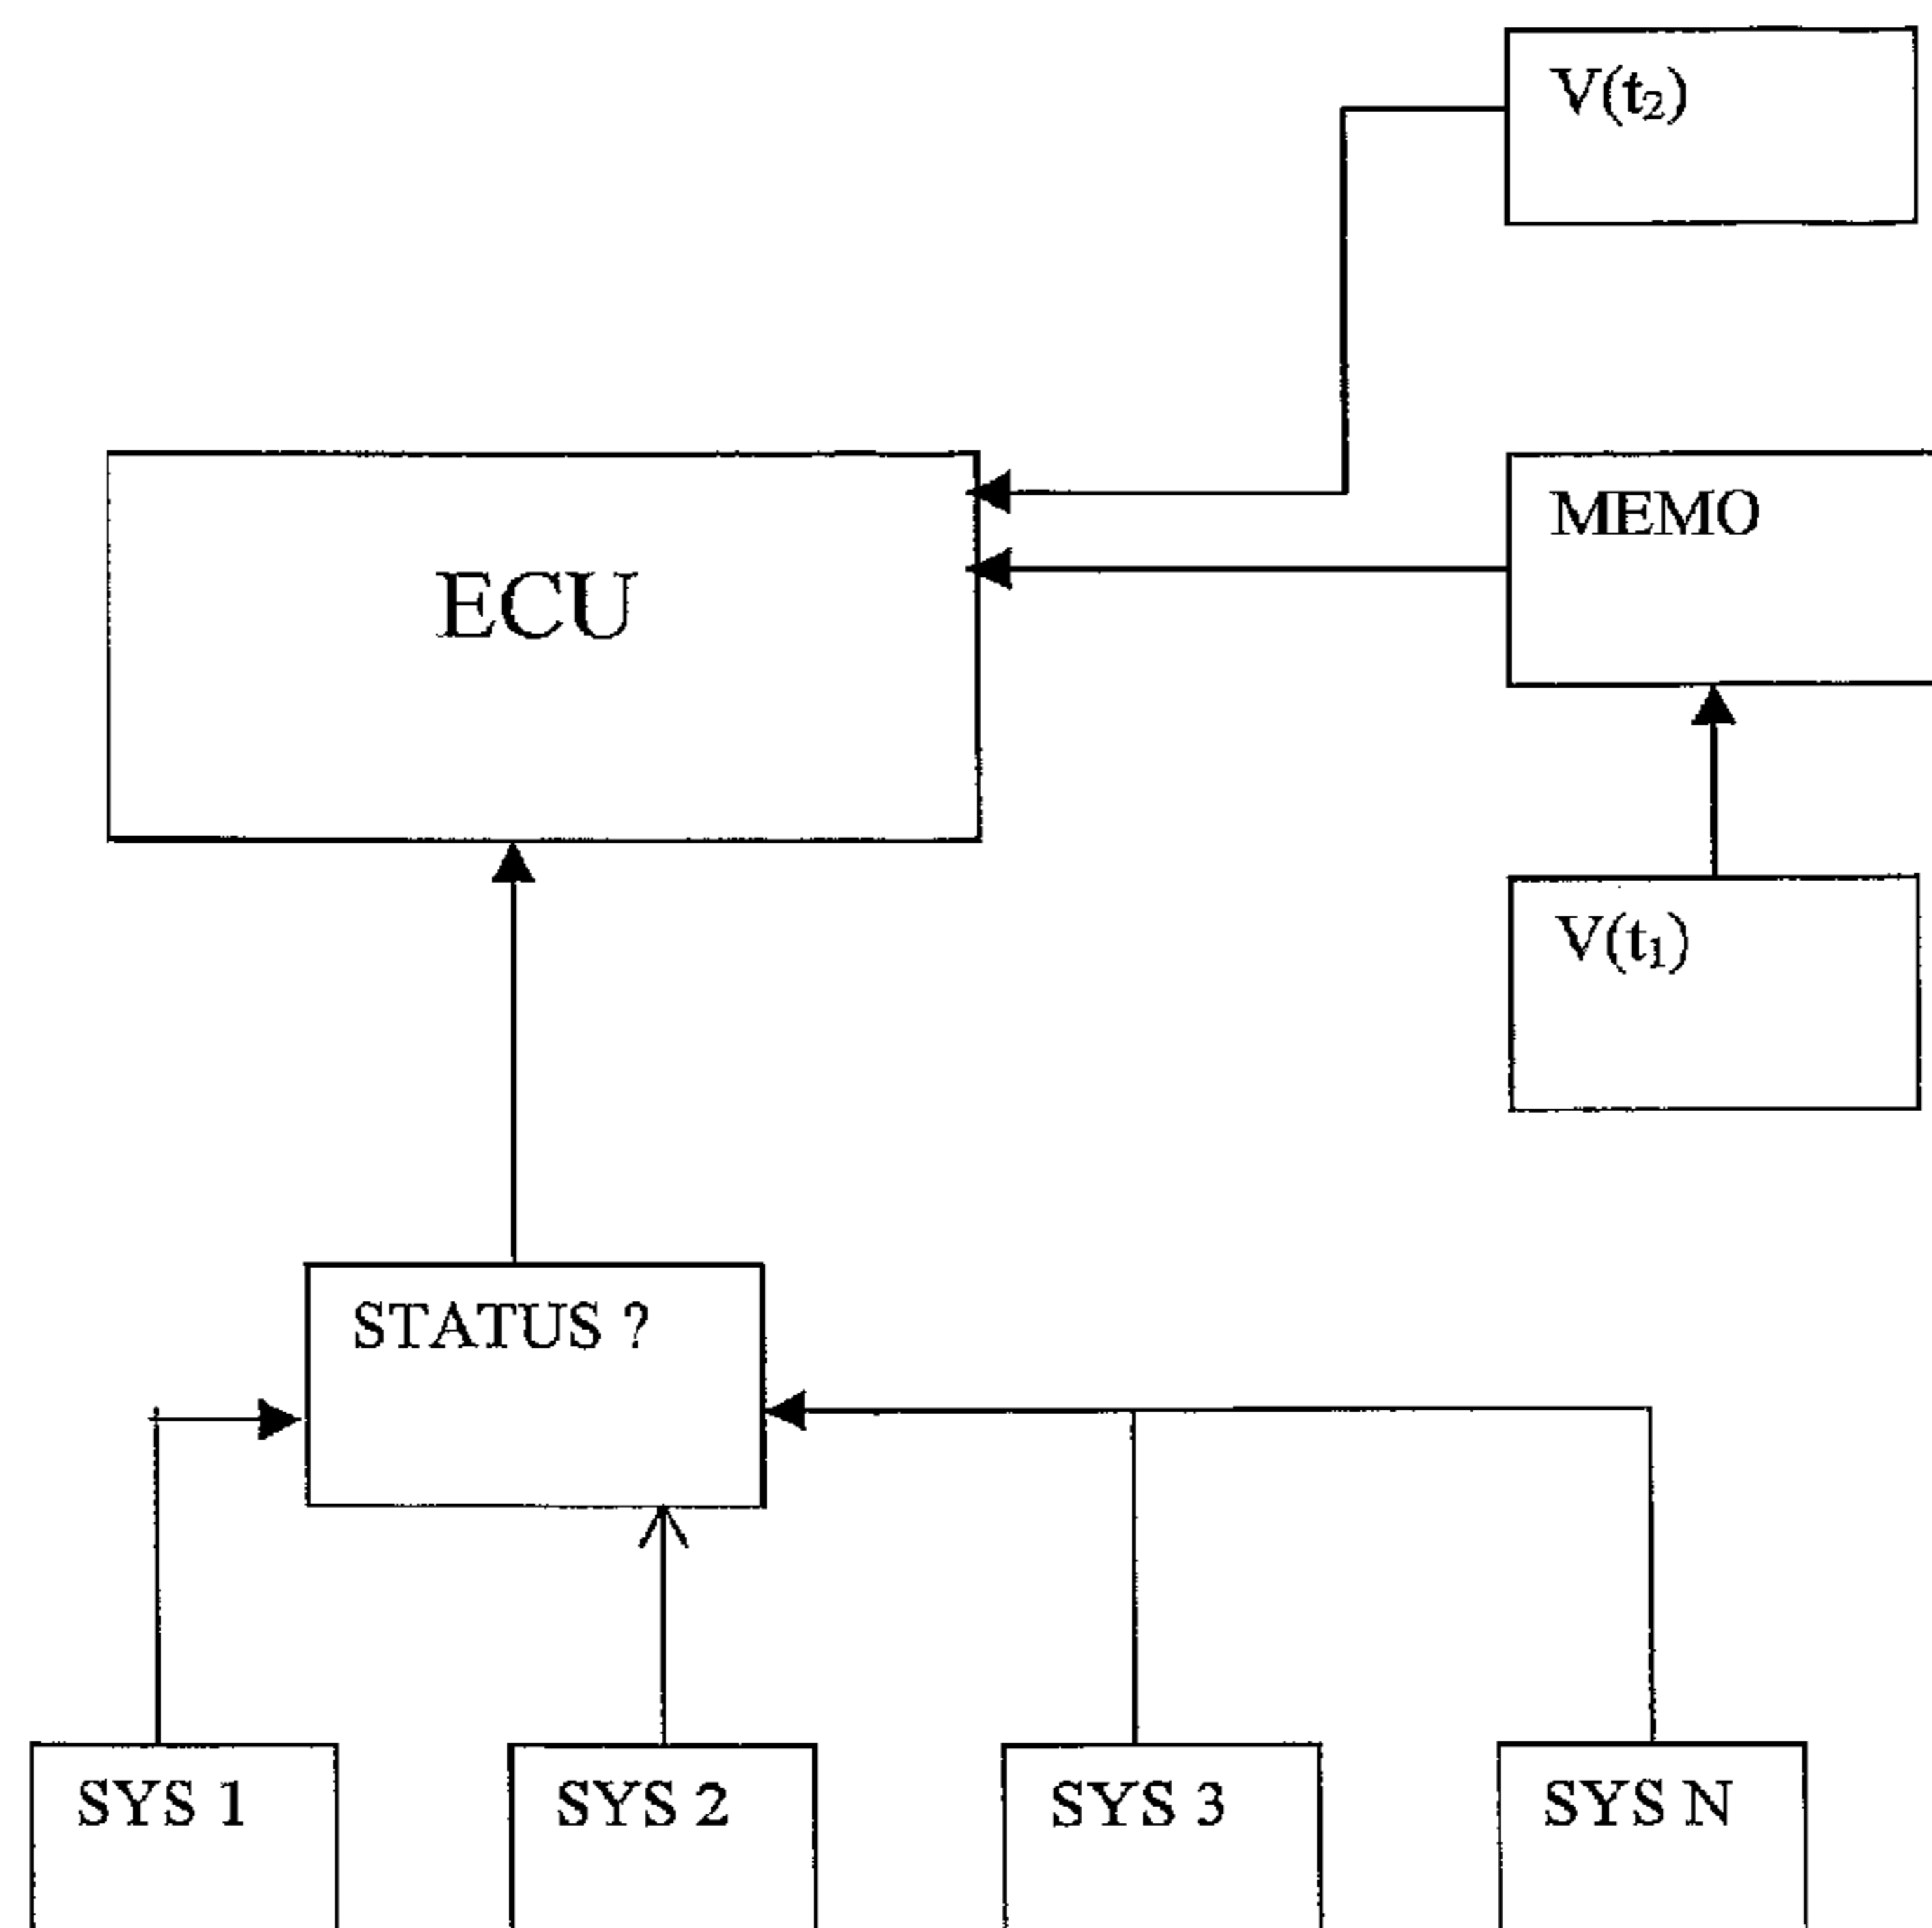 V(t₂)
MEMO
ECU
V(t₁)
STATUS ?
SYS 1
SYS 2
SYS 3
SYS N